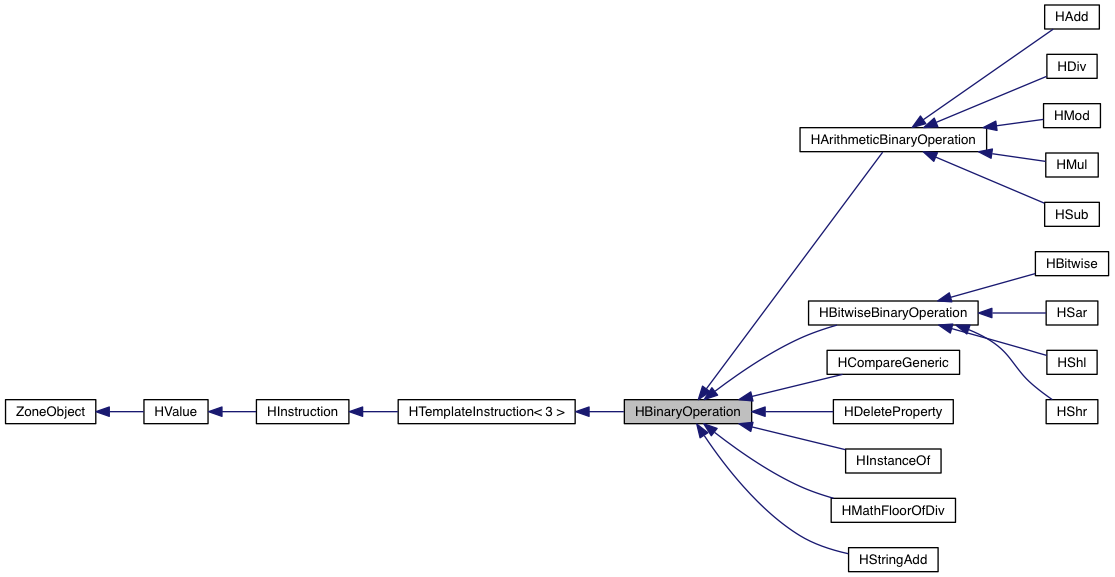 HAdd
HDiv
HMod
HArithmeticBinaryOperation
HMul
HSub
HBitwise
HBitwiseBinaryOperation
HSar
HShl
HCompareGeneric
ZoneObject
HValue
HInstruction
HTemplateInstruction< 3 >
HBinaryOperation
HDeleteProperty
HShr
HInstanceOf
HMathFloorOfDiv
HStringAdd